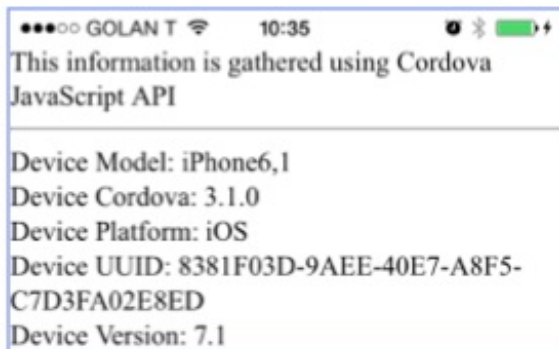 GOLAN T 10:35
This information is gathered using Cordova
JavaScript API
Device Model: iPhone6,1
Device Cordova: 3.1.0
Device Platform: iOS
Device UUID: 8381F03D-9AEE-40E7-A8F5-
C7D3FA02E8ED
Device Version: 7.1